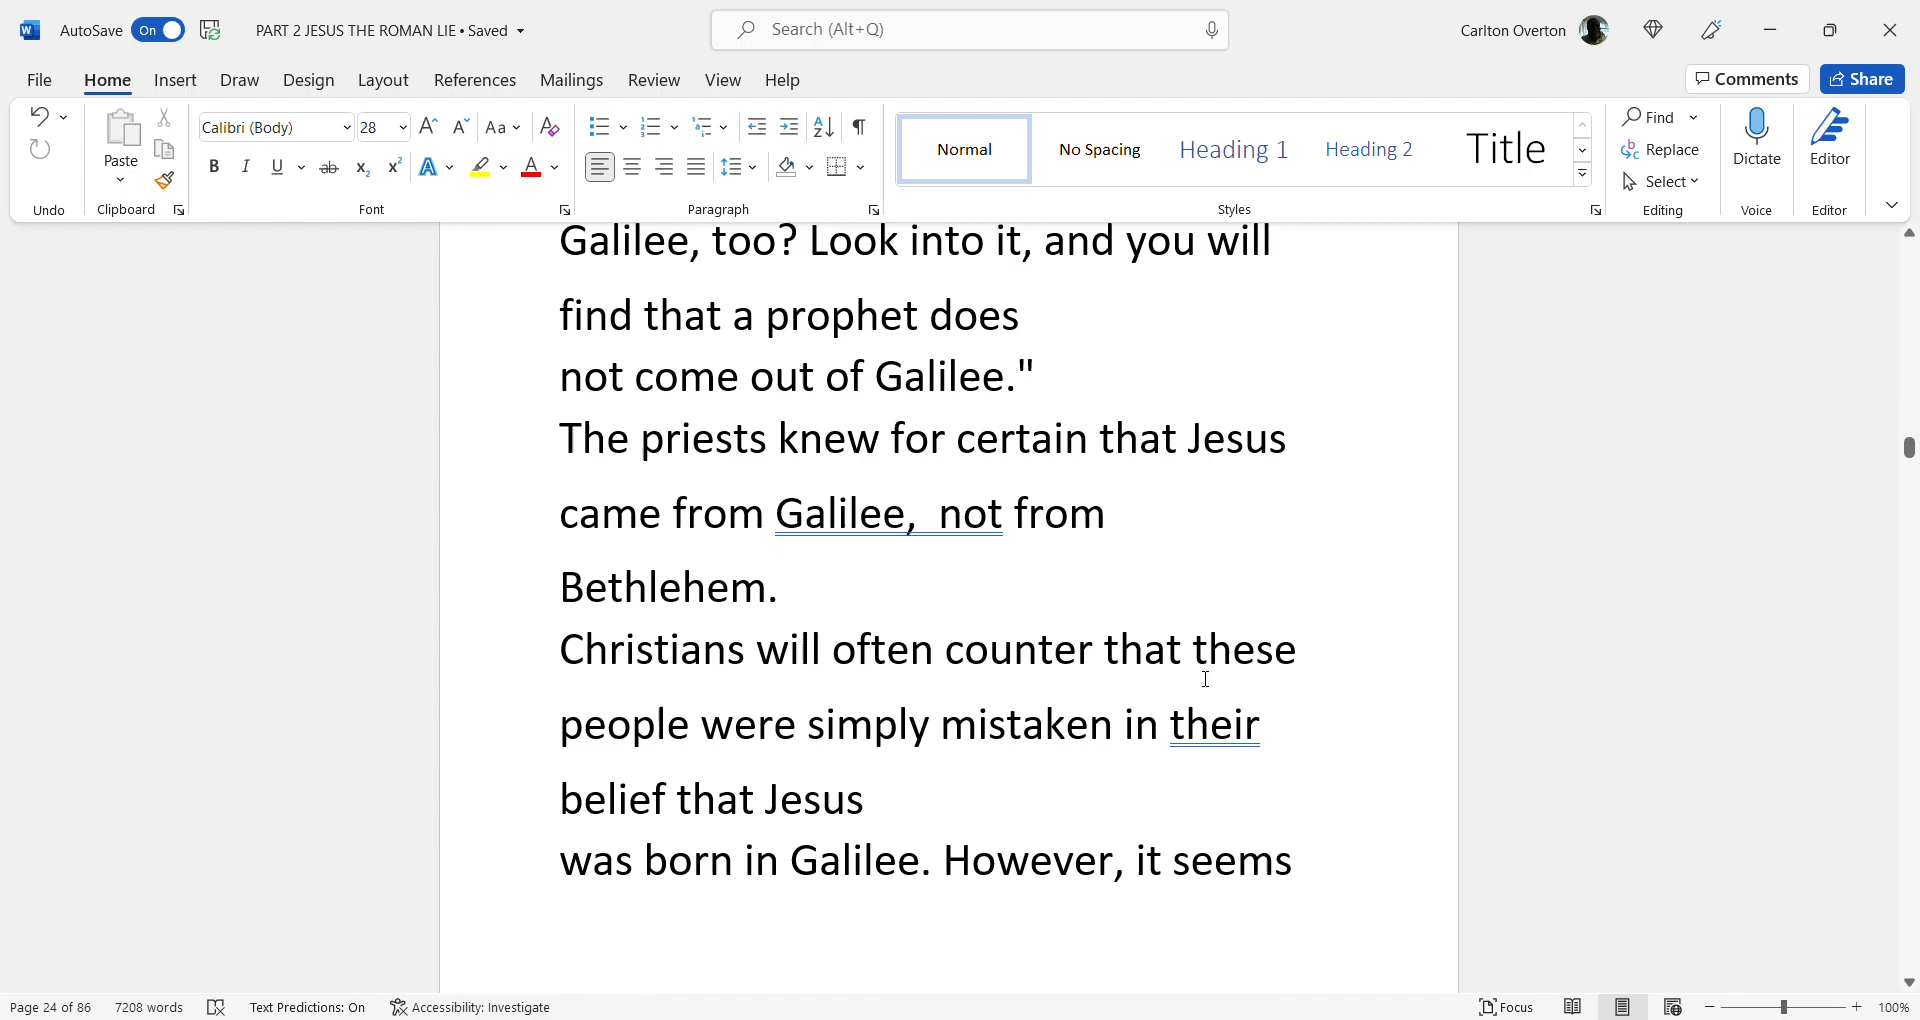 AutoSave On PART 2 JESUS THE ROMAN LIE • Saved Search (Alt+Q) Carlton Overton
File Home Insert Draw Design Layout References Mailings Review View Help Comments Share
Calibri (Body) 28 Aa
Paste
B I U ab x₂ x² A A
Normal No Spacing Heading 1 Heading 2 Title
Find
Replace
Select
Dictate Editor
Undo Clipboard Font Paragraph Styles Editing Voice Editor
Galilee, too? Look into it, and you will
find that a prophet does
not come out of Galilee."
The priests knew for certain that Jesus
came from Galilee,  not from
Bethlehem.
Christians will often counter that these
people were simply mistaken in their
belief that Jesus
was born in Galilee. However, it seems
Page 24 of 86 7208 words Text Predictions: On Accessibility: Investigate Focus 100%